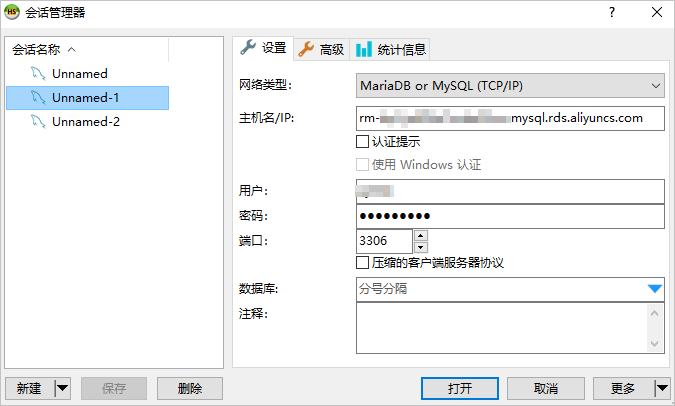 HS 会话管理器
会话名称
Unnamed
Unnamed-1
Unnamed-2
设置 高级 统计信息
网络类型: MariaDB or MySQL (TCP/IP)
主机名/IP: rm- mysql.rds.aliyuncs.com
认证提示
使用 Windows 认证
用户:
密码: ●●●●●●●●●
端口: 3306
压缩的客户端服务器协议
数据库: 分号分隔
注释:
新建 保存 删除 打开 取消 更多